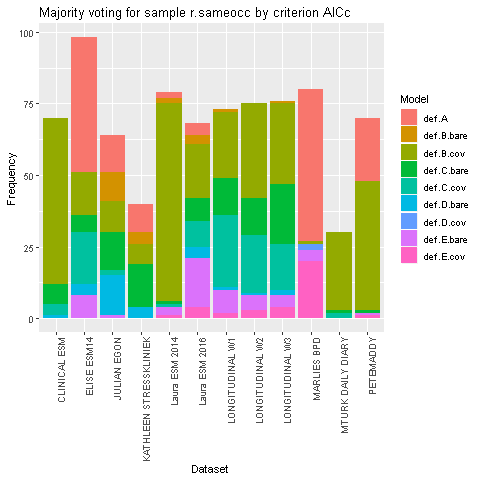 Majority voting for sample r.sameocc by criterion AICc
Frequency
100
75
50
25
0
CLINICAL ESM
ELISE ESM14
JULIAN EGON
KATHLEEN STRESSKLINIEK
Laura ESM 2014
Laura ESM 2016
LONGITUDINAL W1
LONGITUDINAL W2
LONGITUDINAL W3
MARLIES BPD
MTURK DAILY DIARY
PETEMADDY
Dataset
Model
def.A
def.B.bare
def.B.cov
def.C.bare
def.C.cov
def.D.bare
def.D.cov
def.E.bare
def.E.cov